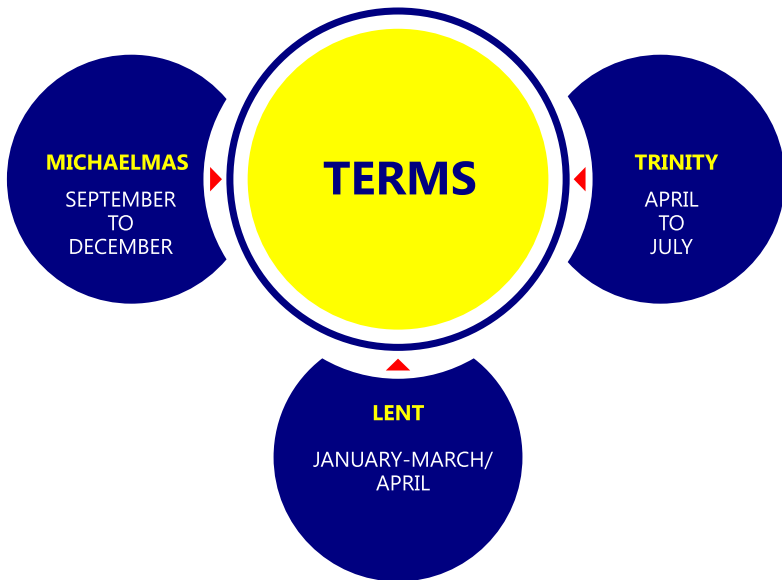 TERMS
MICHAELMAS
SEPTEMBER
TO
DECEMBER
TRINITY
APRIL
TO
JULY
LENT
JANUARY-MARCH/
APRIL